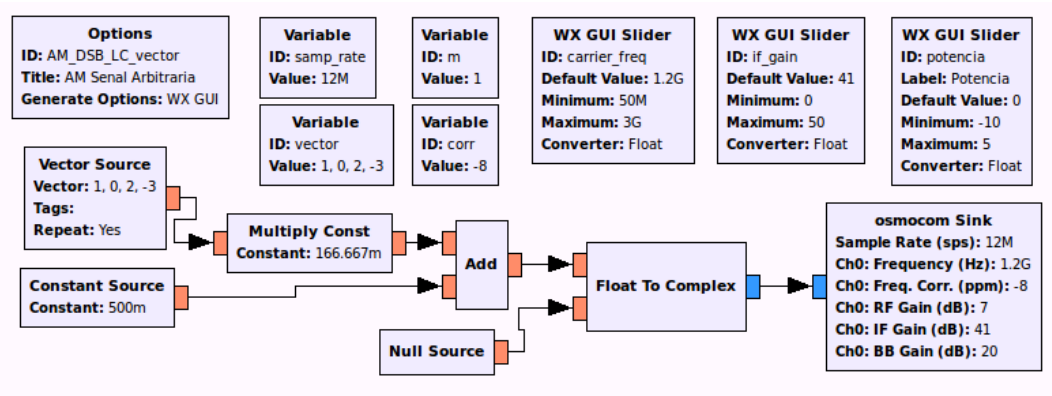 Options
ID: AM_DSB_LC_vector
Title: AM Senal Arbitraria
Generate Options: WX GUI
Variable
ID: samp_rate
Value: 12M
Variable
ID: m
Value: 1
WX GUI Slider
ID: carrier_freq
Default Value: 1.2G
Minimum: 50M
Maximum: 3G
Converter: Float
WX GUI Slider
ID: if_gain
Default Value: 41
Minimum: 0
Maximum: 50
Converter: Float
WX GUI Slider
ID: potencia
Label: Potencia
Default Value: 0
Minimum: -10
Maximum: 5
Converter: Float
Variable
ID: vector
Value: 1, 0, 2, -3
Variable
ID: corr
Value: -8
Vector Source
Vector: 1, 0, 2, -3
Tags:
Repeat: Yes
Multiply Const
Constant: 166.667m
Constant Source
Constant: 500m
Add
Null Source
Float To Complex
osmocom Sink
Sample Rate (sps): 12M
Ch0: Frequency (Hz): 1.2G
Ch0: Freq. Corr. (ppm): -8
Ch0: RF Gain (dB): 7
Ch0: IF Gain (dB): 41
Ch0: BB Gain (dB): 20